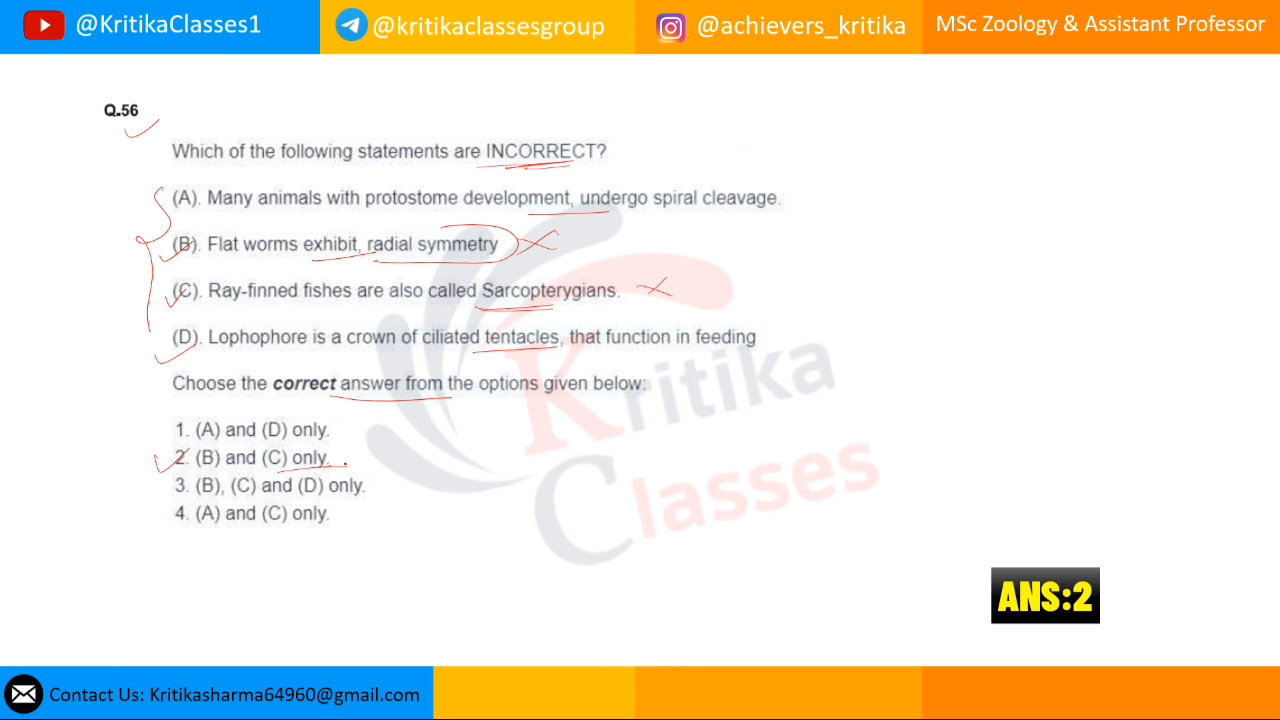 @KritikaClasses1
@kritikaclassesgroup
@achievers_kritika
MSc Zoology & Assistant Professor
Q.56
Which of the following statements are INCORRECT?
(A). Many animals with protostome development, undergo spiral cleavage.
(B). Flat worms exhibit, radial symmetry
(C). Ray-finned fishes are also called Sarcopterygians.
(D). Lophophore is a crown of ciliated tentacles, that function in feeding
Choose the correct answer from the options given below:
1. (A) and (D) only.
2. (B) and (C) only.
3. (B), (C) and (D) only.
4. (A) and (C) only.
Kritika
Classes
ANS:2
Contact Us: Kritikasharma64960@gmail.com